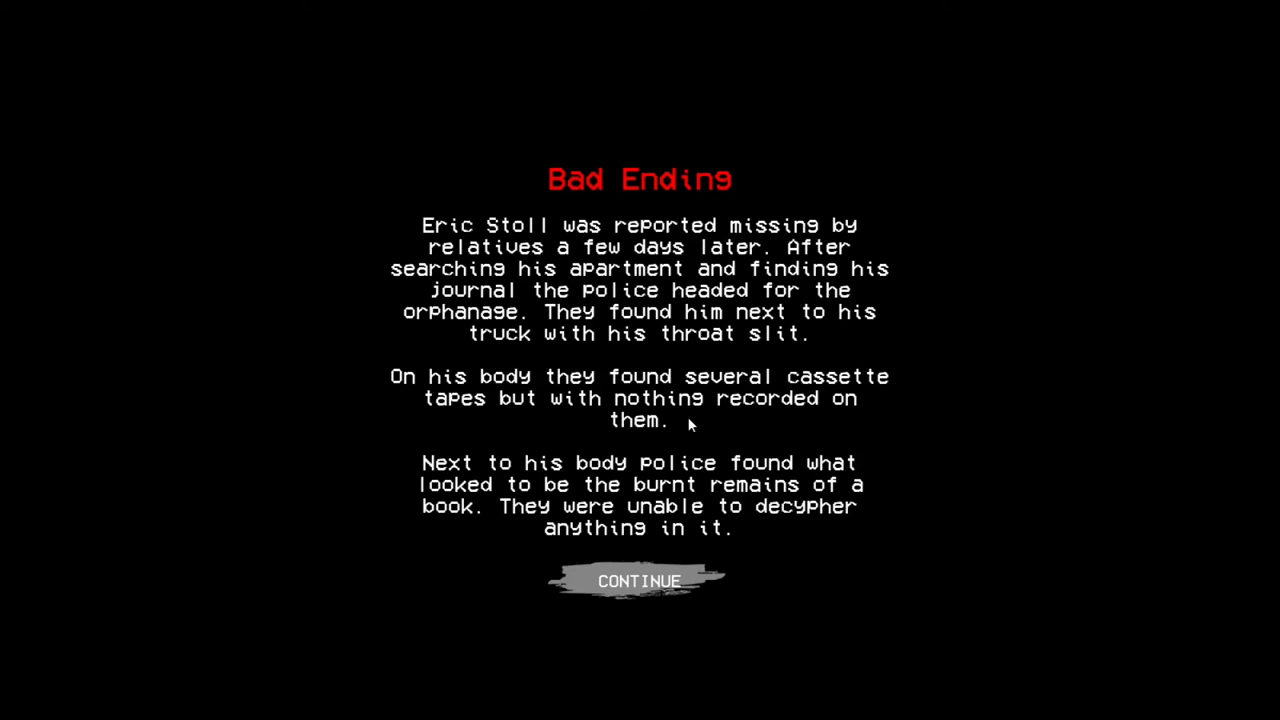 Bad Ending
Eric Stoll was reported missing by
relatives a few days later. After
searching his apartment and finding his
journal the police headed for the
orphanage. They found him next to his
truck with his throat slit.
On his body they found several cassette
tapes but with nothing recorded on
them.
Next to his body police found what
looked to be the burnt remains of a
book. They were unable to decypher
anything in it.
CONTINUE